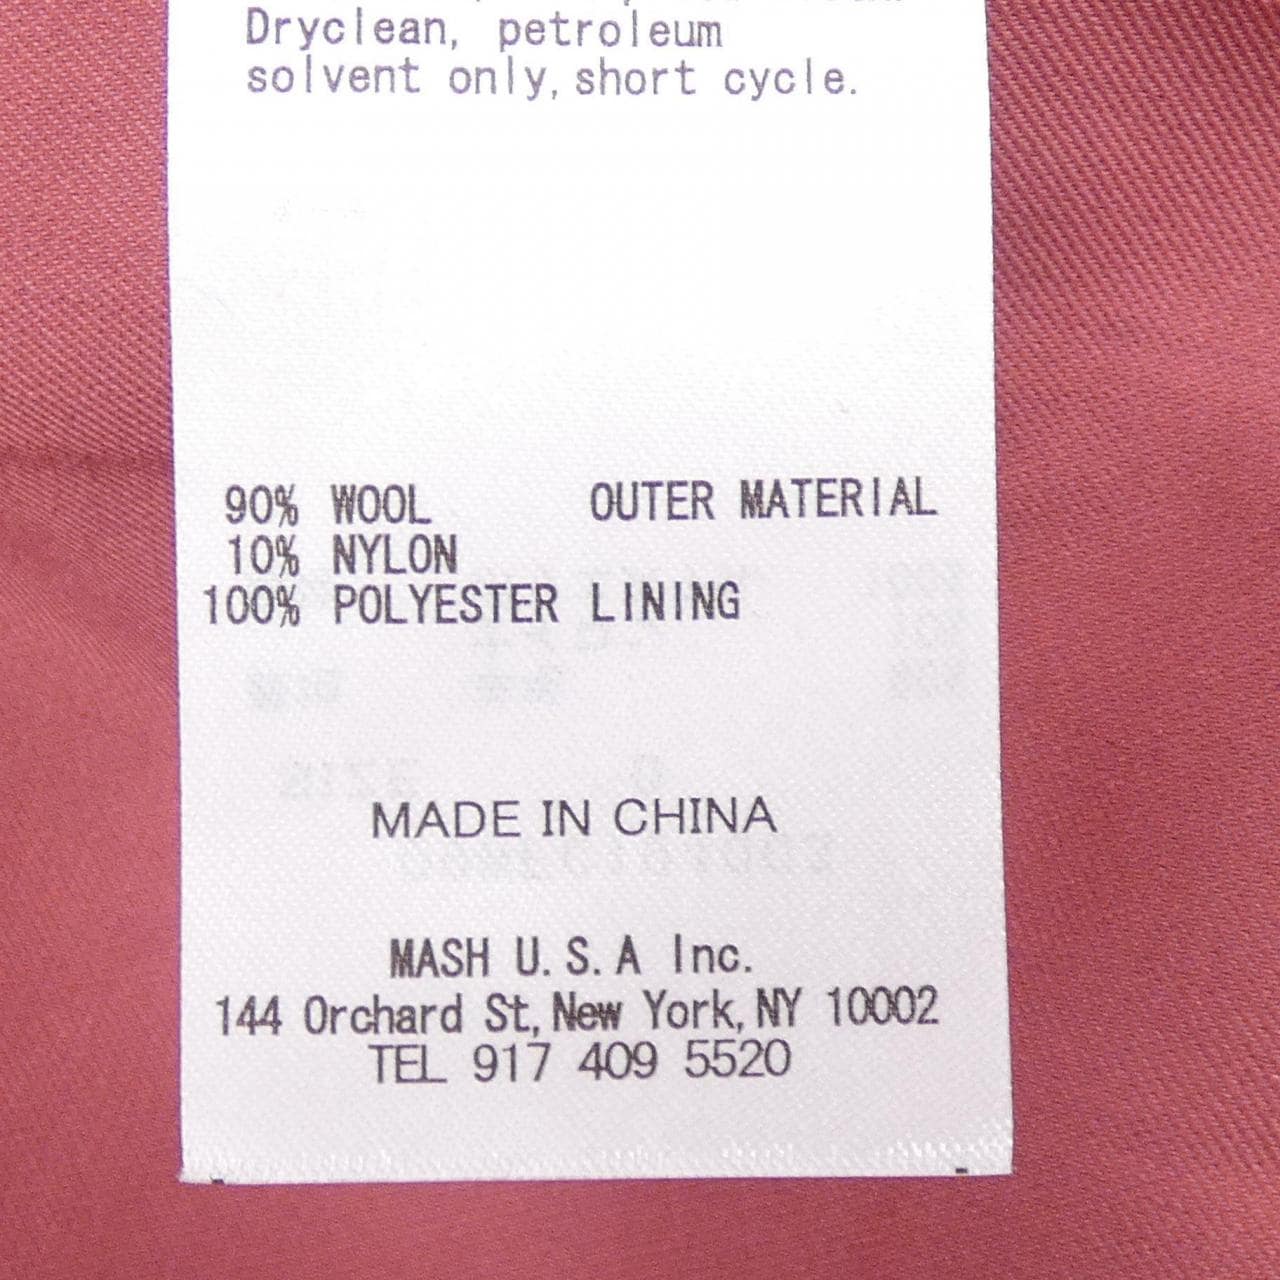 Dryclean, petroleum
solvent only, short cycle.
90% WOOL OUTER MATERIAL
10% NYLON
100% POLYESTER LINING
MADE IN CHINA
MASH U.S.A Inc.
144 Orchard St, New York, NY 10002
TEL 917 409 5520